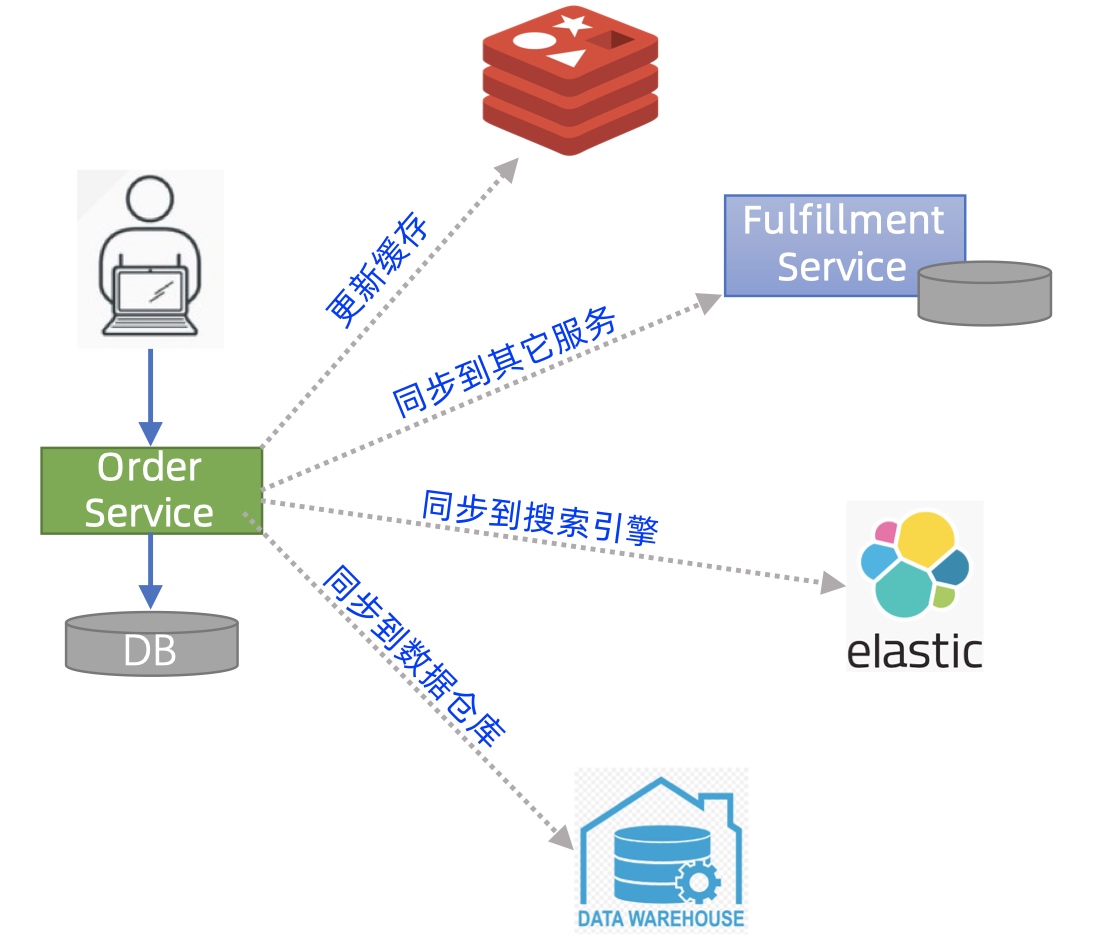 更新缓存
Fulfillment
Service
同步到其它服务
Order
Service
同步到搜索引擎
elastic
DB
同步到数据仓库
DATA WAREHOUSE